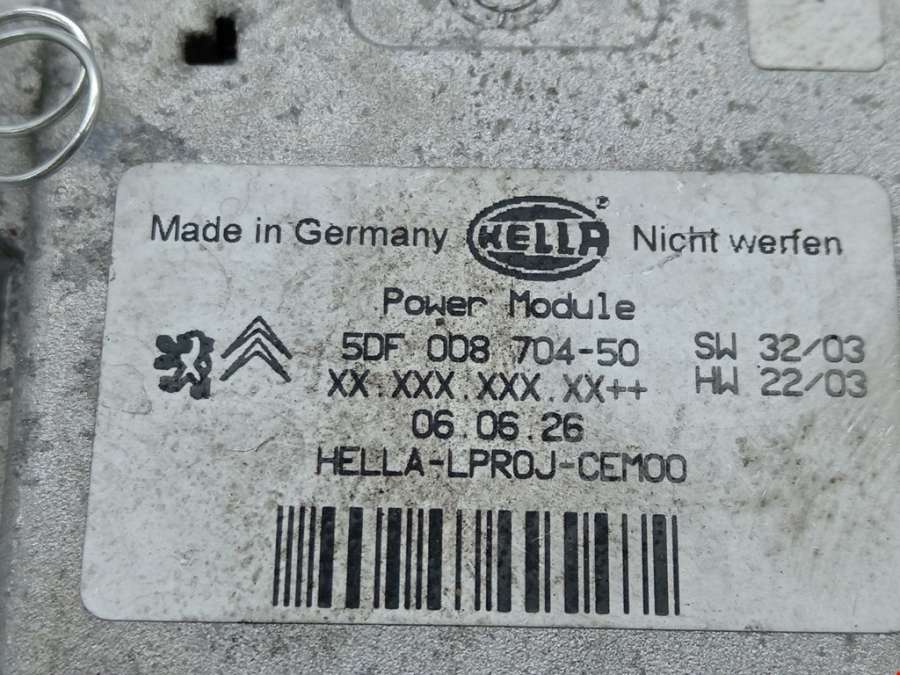 Made in Germany HELLA® Nicht werfen
Power Module
5DF 008 704-50 SW 32/03
XX.XXX.XXX.XX++ HW 22/03
06.06.26
HELLA-LPROJ-CEM00